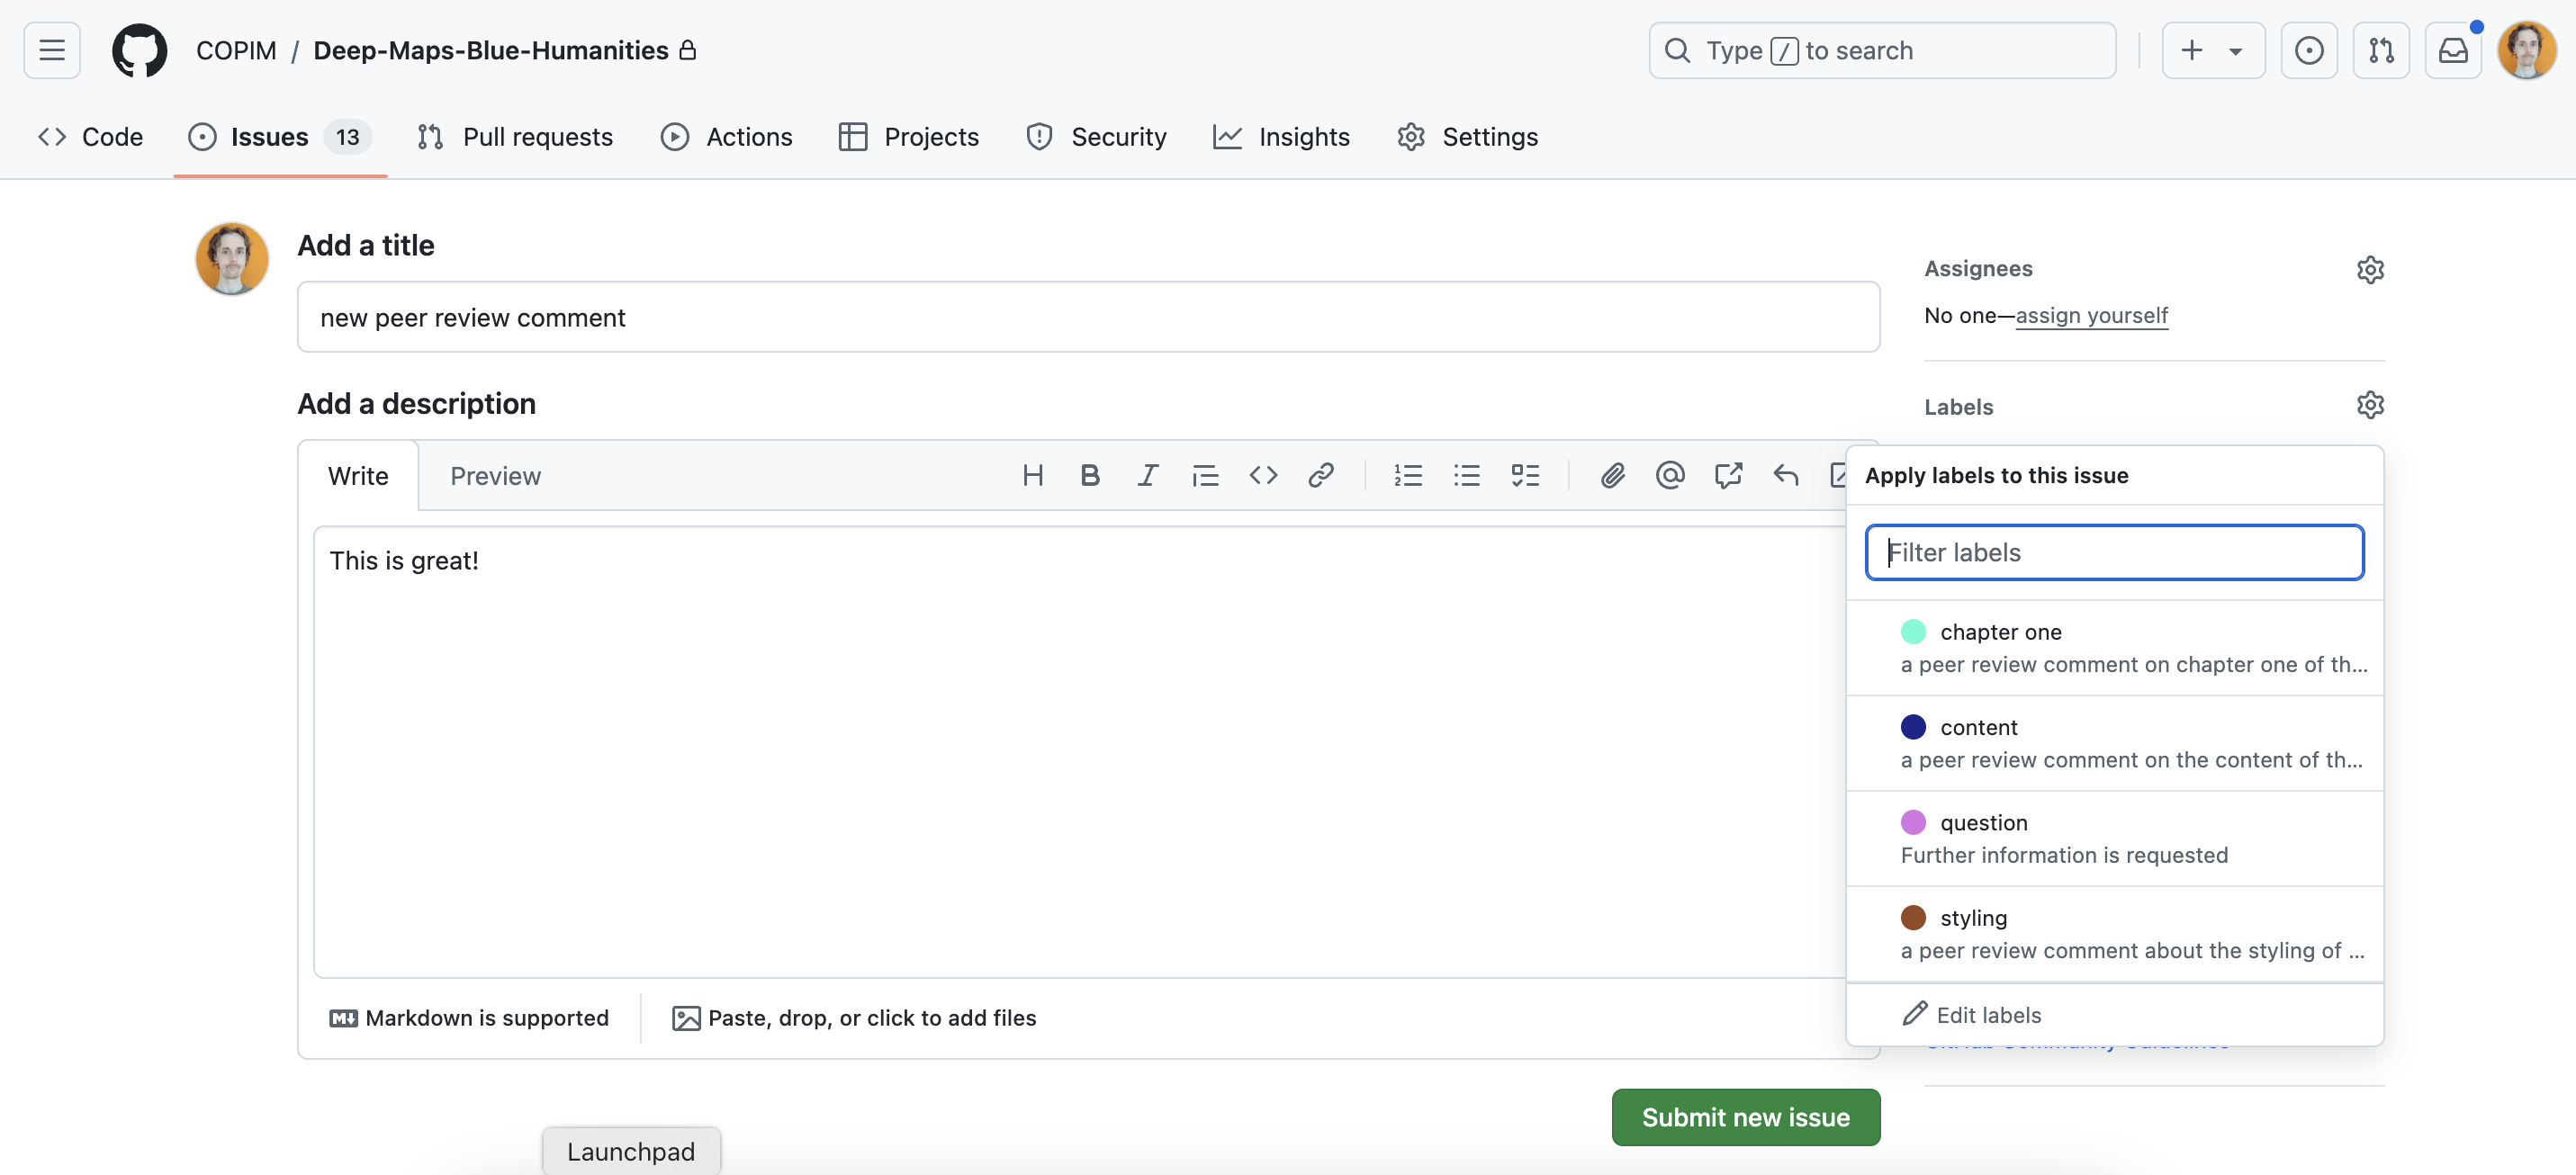 COPIM / Deep-Maps-Blue-Humanities
Type / to search
Code
Issues 13
Pull requests
Actions
Projects
Security
Insights
Settings
Add a title
new peer review comment
Add a description
Write
Preview
This is great!
Markdown is supported
Paste, drop, or click to add files
Submit new issue
Launchpad
Assignees
No one—assign yourself
Labels
Apply labels to this issue
Filter labels
chapter one
a peer review comment on chapter one of th...
content
a peer review comment on the content of th...
question
Further information is requested
styling
a peer review comment about the styling of ...
Edit labels